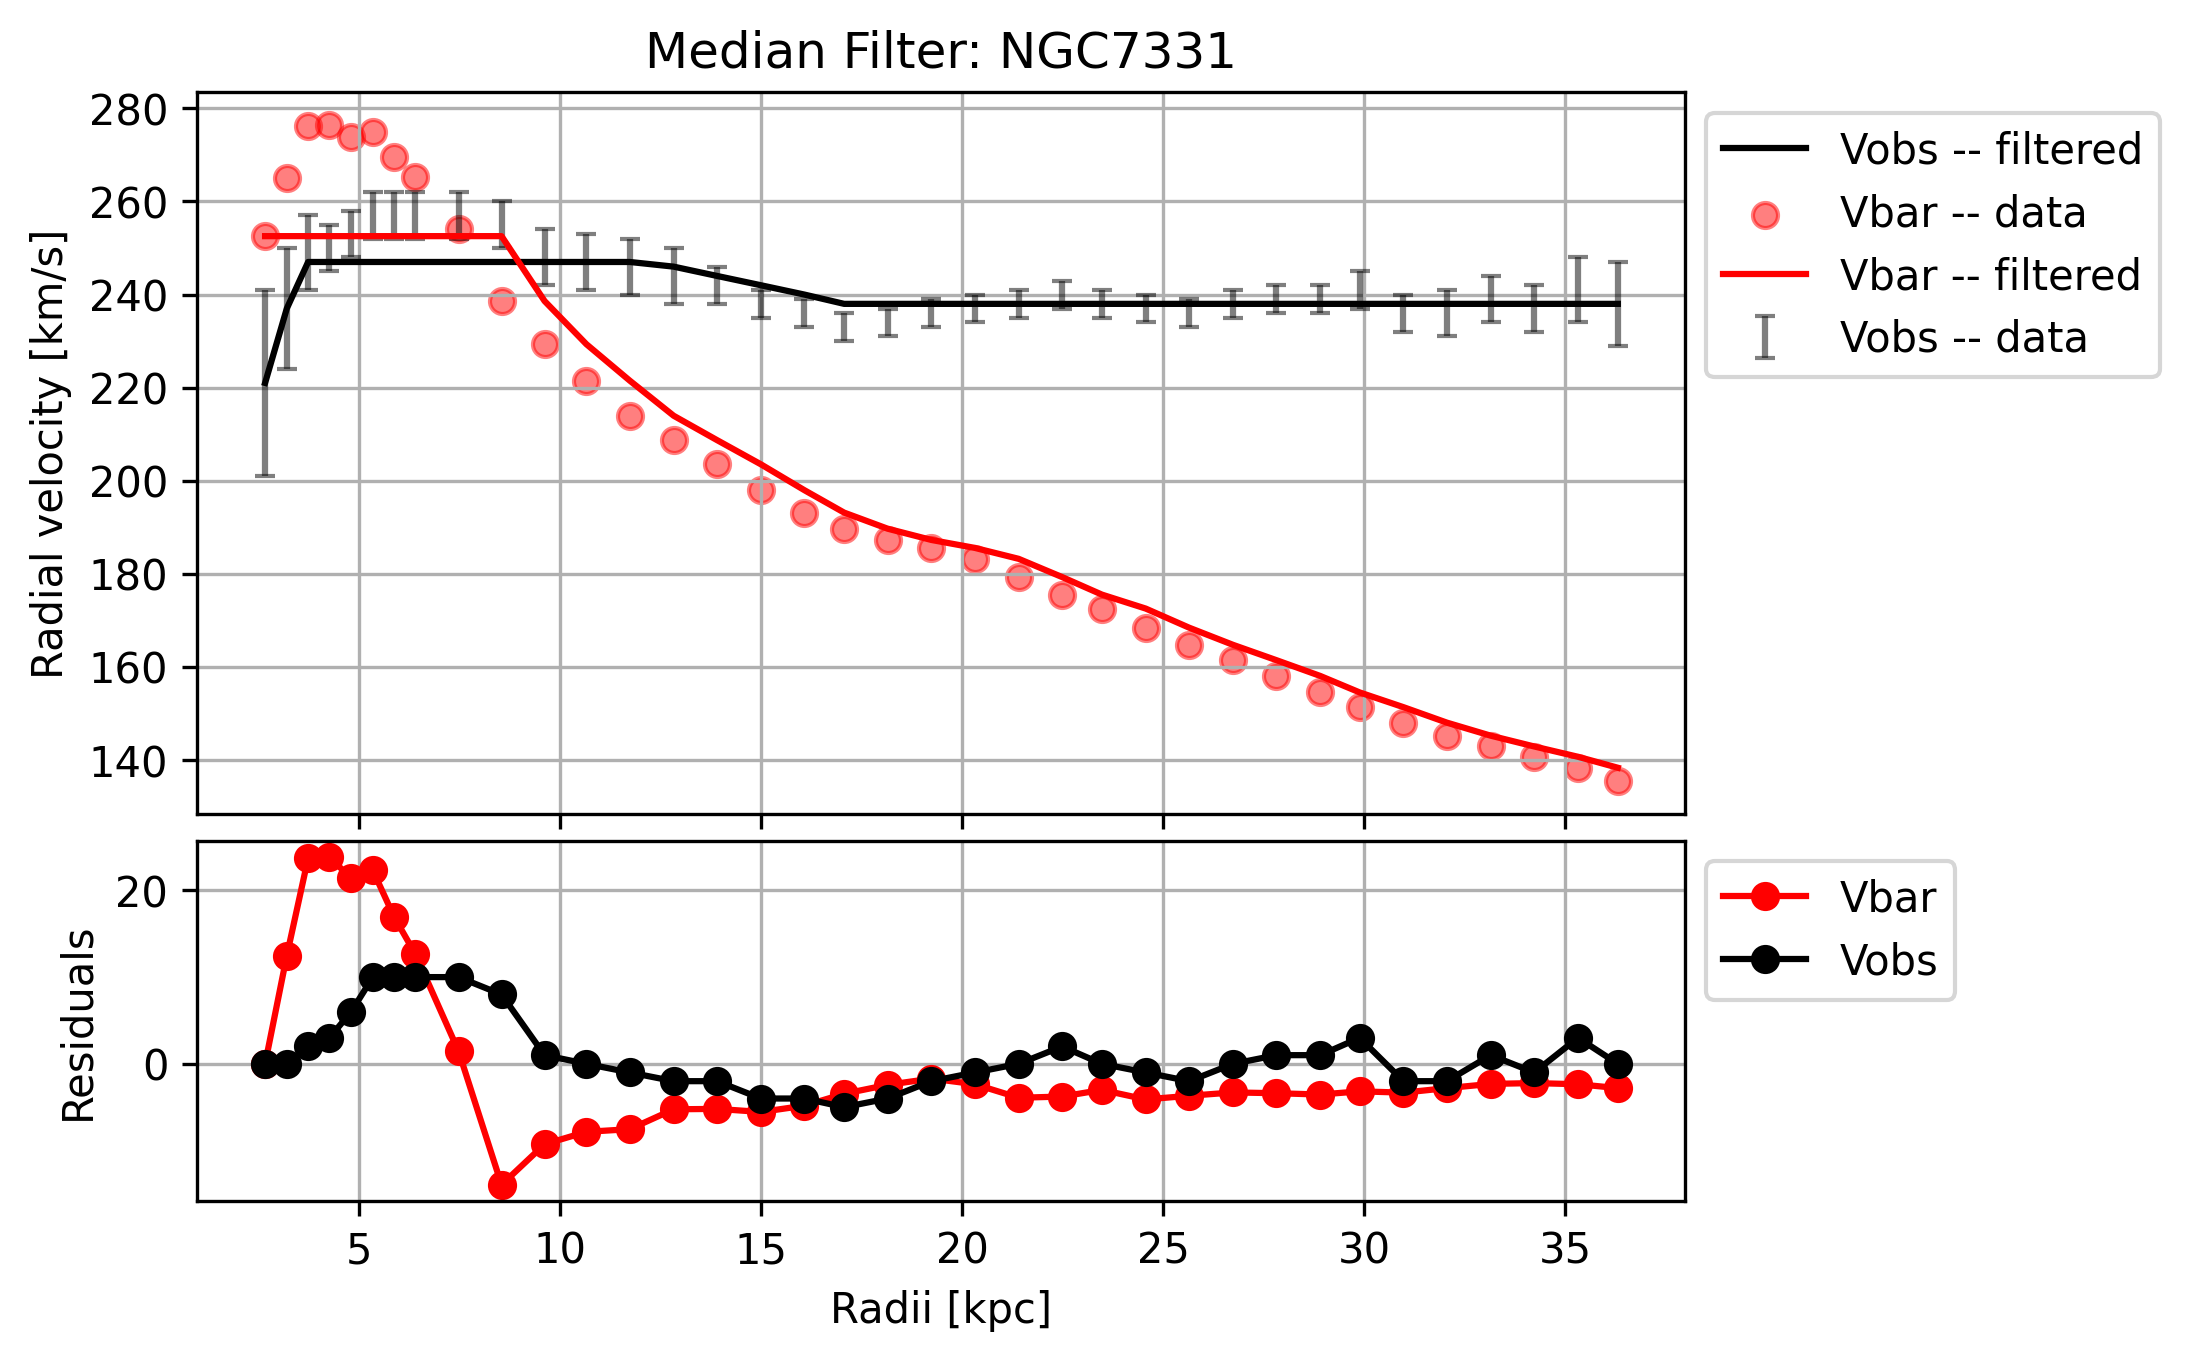 Median Filter: NGC7331
Radial velocity [km/s]
280
260
240
220
200
180
160
140
Vobs -- filtered
Vbar -- data
Vbar -- filtered
Vobs -- data
Residuals
20
0
Vbar
Vobs
5 10 15 20 25 30 35
Radii [kpc]